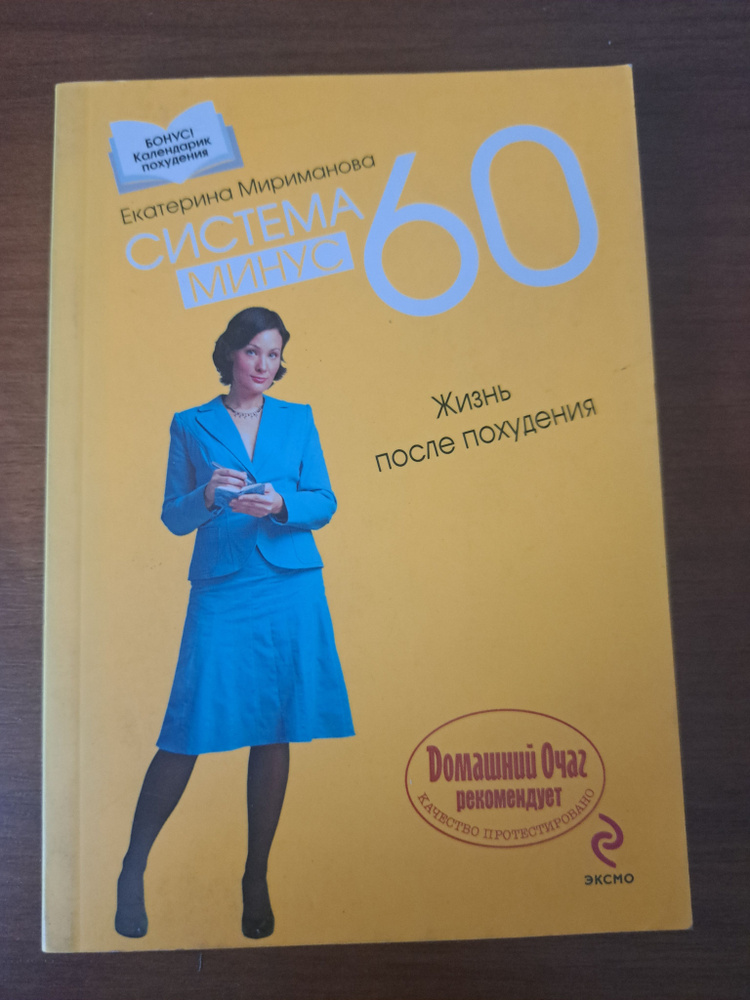 БОНУС!
Календарик
похудения
Екатерина Мириманова
СИСТЕМА
МИНУС
60
Жизнь
после похудения
Домашний Очаг
рекомендует
КАЧЕСТВО ПРОТЕСТИРОВАНО
ЭКСМО